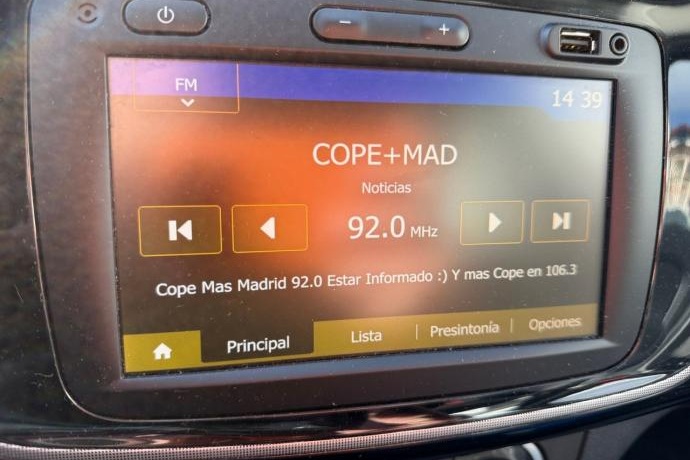 − +
FM
14 39
COPE+MAD
Noticias
92.0 MHz
Cope Mas Madrid 92.0 Estar Informado :) Y mas Cope en 106.3
Principal Lista Presintonía Opciones